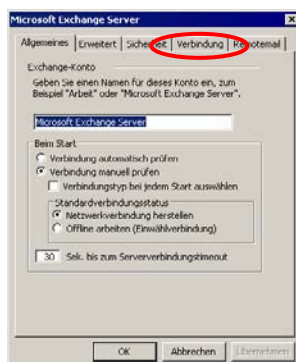 Microsoft Exchange Server
Allgemeines Erweitert Sicherheit Verbindung Remotemail
Exchange-Konto
Geben Sie einen Namen für dieses Konto ein, zum
Beispiel "Arbeit" oder "Microsoft Exchange Server".
Microsoft Exchange Server
Beim Start
Verbindung automatisch prüfen
Verbindung manuell prüfen
Verbindungstyp bei jedem Start auswählen
Standardverbindungsstatus
Netzwerkverbindung herstellen
Offline arbeiten (Einwählverbindung)
30 Sek. bis zum Serververbindungstimeout
OK Abbrechen Übernehmen